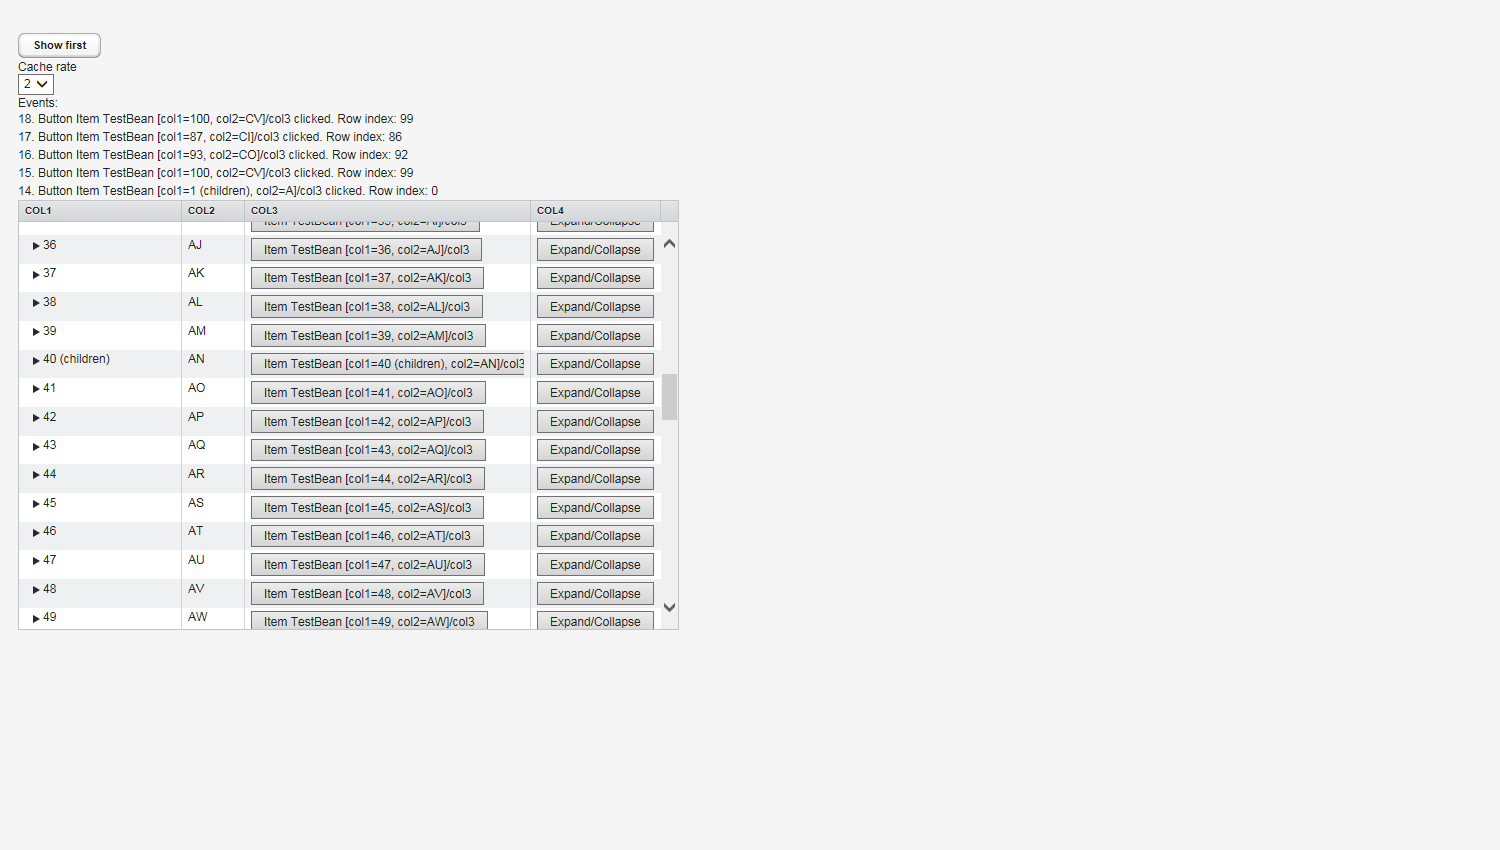 Show first
Cache rate
2
Events:
18. Button Item TestBean [col1=100, col2=CV]/col3 clicked. Row index: 99
17. Button Item TestBean [col1=87, col2=CI]/col3 clicked. Row index: 86
16. Button Item TestBean [col1=93, col2=CO]/col3 clicked. Row index: 92
15. Button Item TestBean [col1=100, col2=CV]/col3 clicked. Row index: 99
14. Button Item TestBean [col1=1 (children), col2=A]/col3 clicked. Row index: 0
COL1 COL2 COL3 COL4
Item TestBean [col1=35, col2=AI]/col3 Expand/Collapse
36 AJ Item TestBean [col1=36, col2=AJ]/col3 Expand/Collapse
37 AK Item TestBean [col1=37, col2=AK]/col3 Expand/Collapse
38 AL Item TestBean [col1=38, col2=AL]/col3 Expand/Collapse
39 AM Item TestBean [col1=39, col2=AM]/col3 Expand/Collapse
40 (children) AN Item TestBean [col1=40 (children), col2=AN]/col3 Expand/Collapse
41 AO Item TestBean [col1=41, col2=AO]/col3 Expand/Collapse
42 AP Item TestBean [col1=42, col2=AP]/col3 Expand/Collapse
43 AQ Item TestBean [col1=43, col2=AQ]/col3 Expand/Collapse
44 AR Item TestBean [col1=44, col2=AR]/col3 Expand/Collapse
45 AS Item TestBean [col1=45, col2=AS]/col3 Expand/Collapse
46 AT Item TestBean [col1=46, col2=AT]/col3 Expand/Collapse
47 AU Item TestBean [col1=47, col2=AU]/col3 Expand/Collapse
48 AV Item TestBean [col1=48, col2=AV]/col3 Expand/Collapse
49 AW Item TestBean [col1=49, col2=AW]/col3 Expand/Collapse